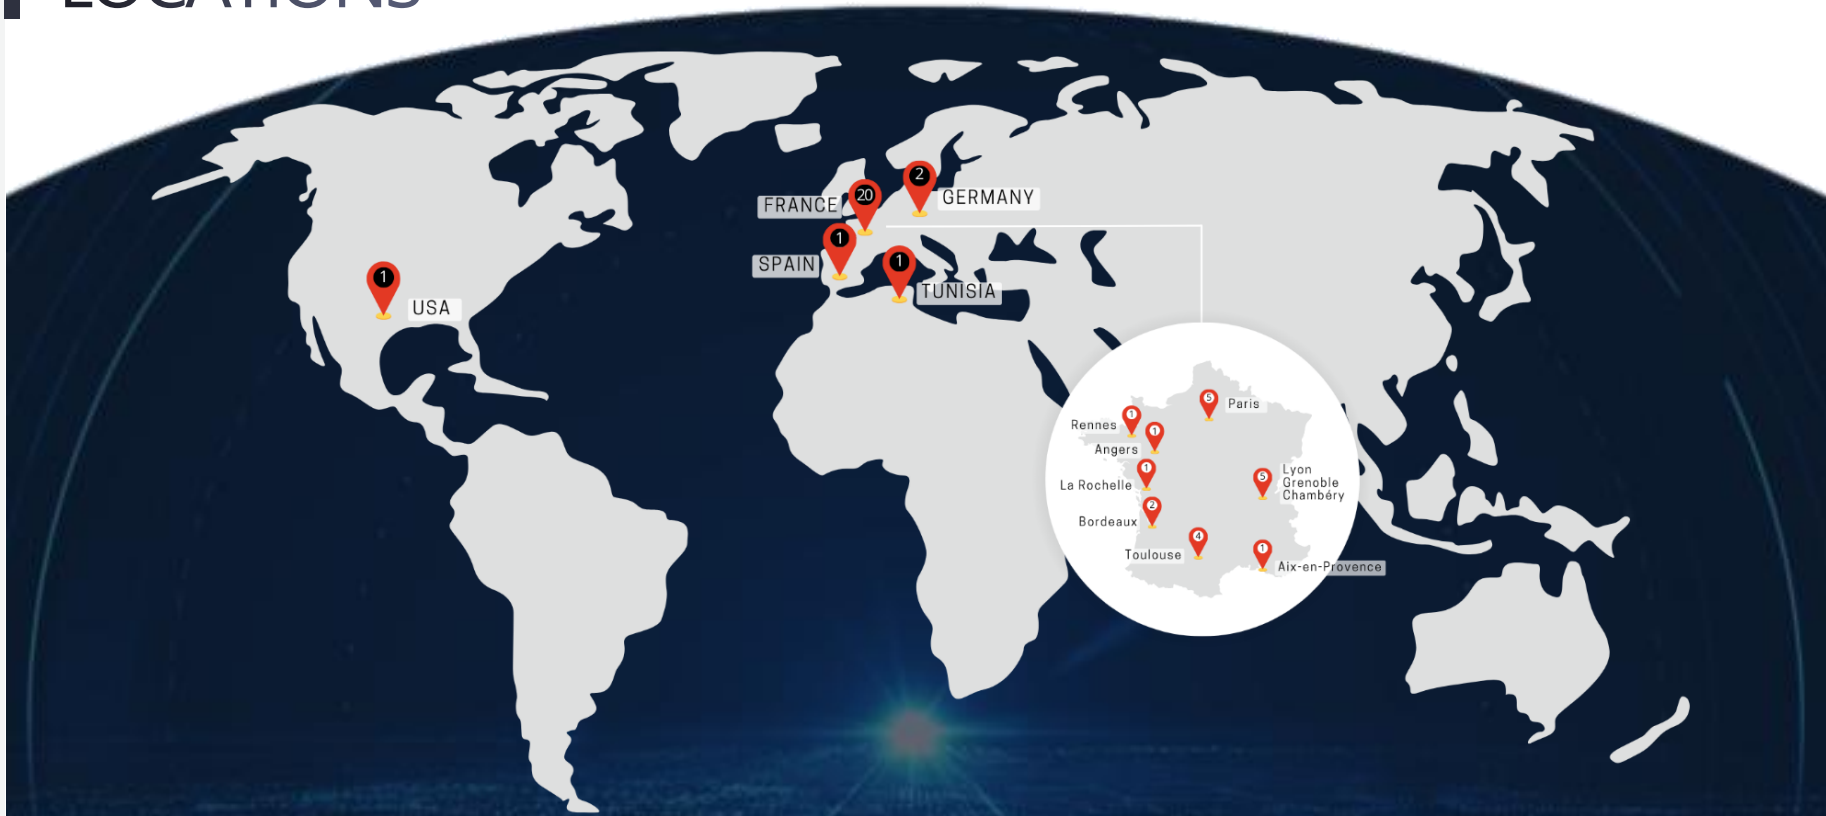 LOCATIONS
2
GERMANY
20
FRANCE
1
SPAIN
1
TUNISIA
1
USA
5
Paris
1
Rennes
1
Angers
1
La Rochelle
5
Lyon
Grenoble
Chambéry
2
Bordeaux
4
Toulouse
1
Aix-en-Provence